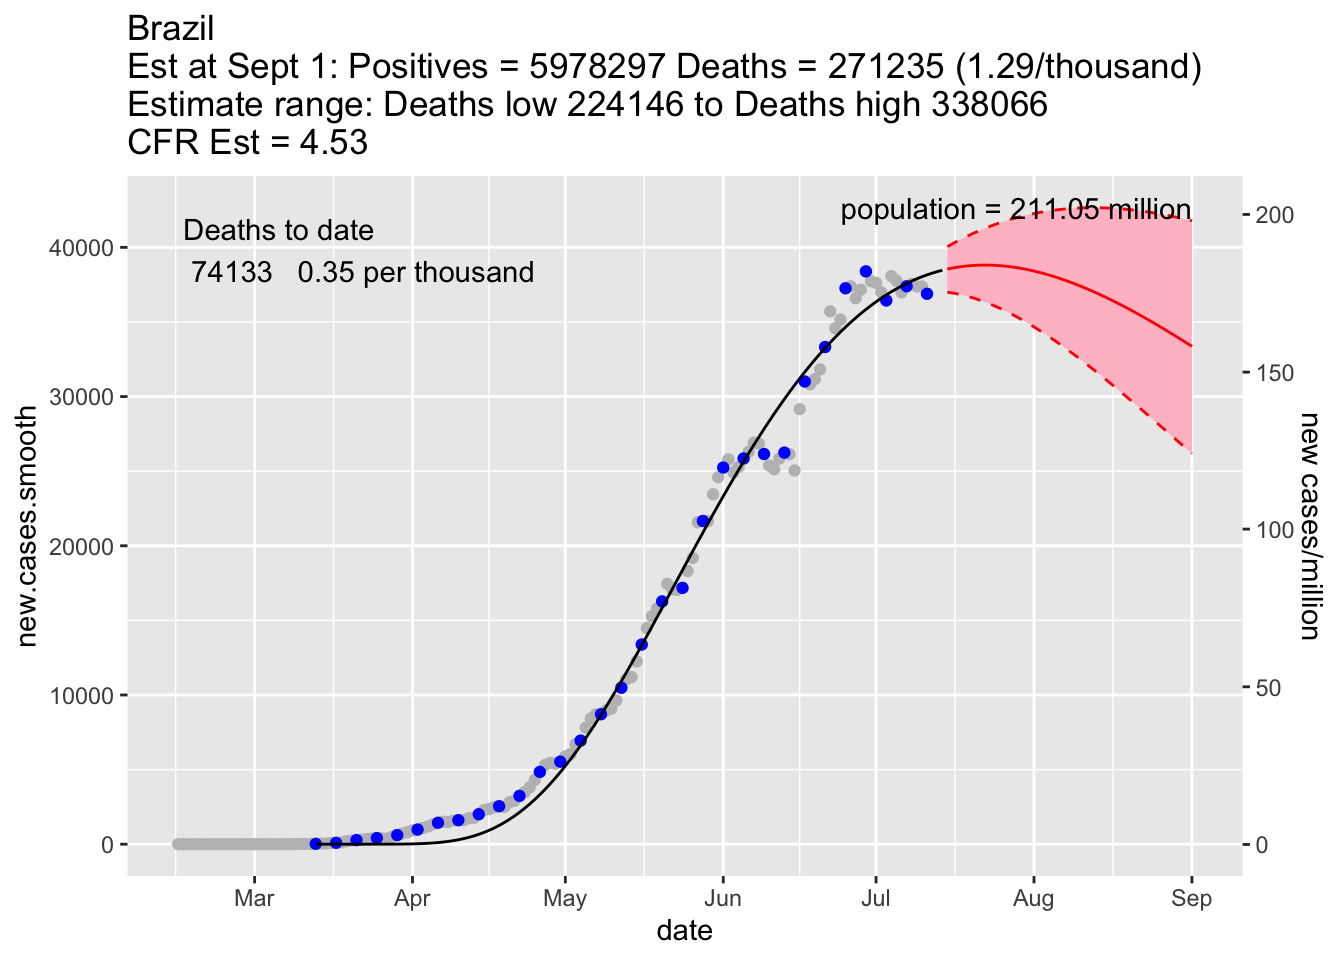 Brazil
Est at Sept 1: Positives = 5978297 Deaths = 271235 (1.29/thousand)
Estimate range: Deaths low 224146 to Deaths high 338066
CFR Est = 4.53
population = 211.05 million
Deaths to date
74133   0.35 per thousand
new.cases.smooth
40000
30000
20000
10000
0
200
150
100
50
0
new cases/million
Mar Apr May Jun Jul Aug Sep
date